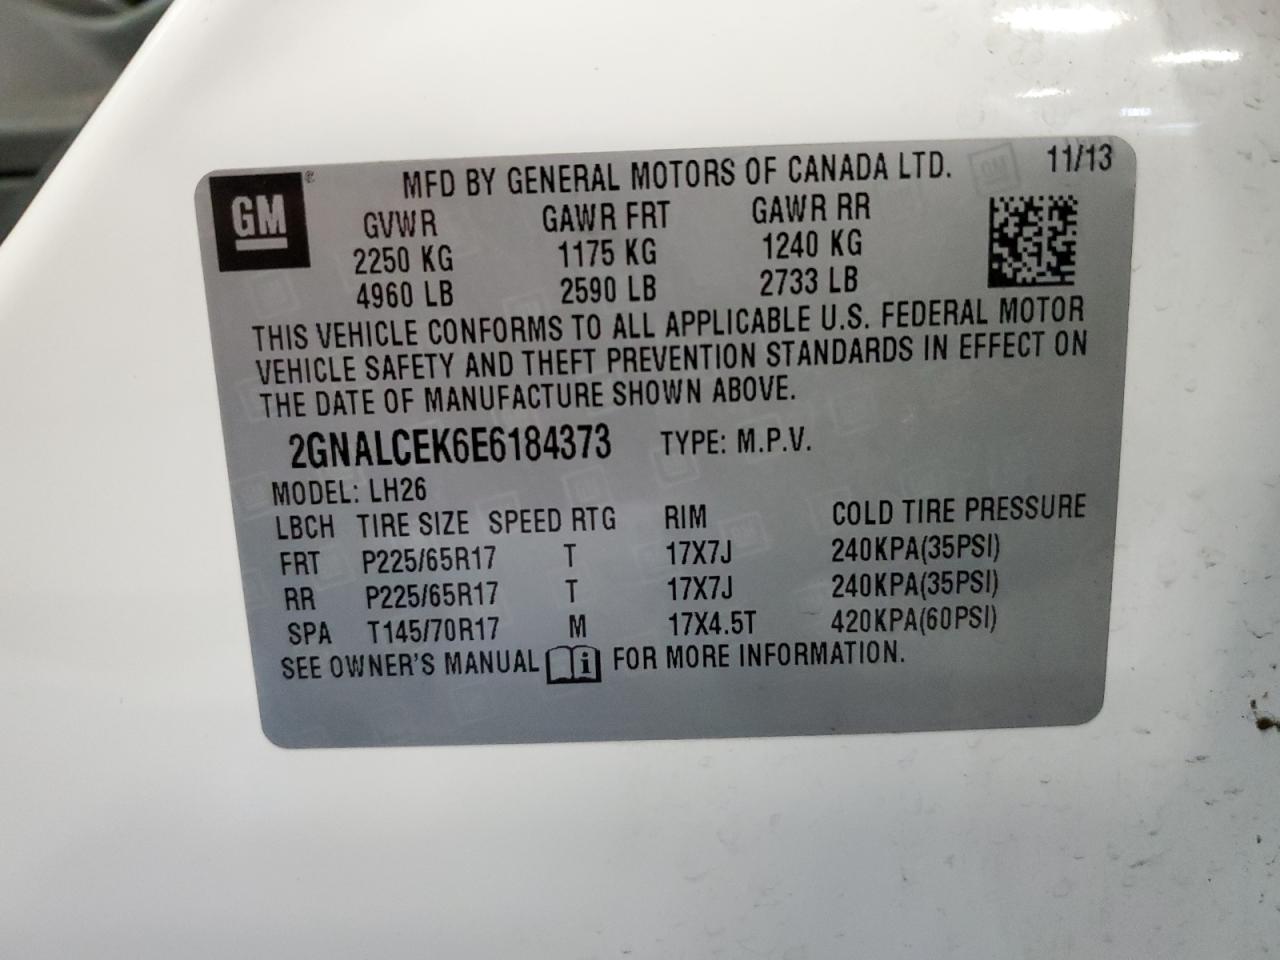 GM ® MFD BY GENERAL MOTORS OF CANADA LTD. 11/13
GVWR GAWR FRT GAWR RR
2250 KG 1175 KG 1240 KG
4960 LB 2590 LB 2733 LB
THIS VEHICLE CONFORMS TO ALL APPLICABLE U.S. FEDERAL MOTOR
VEHICLE SAFETY AND THEFT PREVENTION STANDARDS IN EFFECT ON
THE DATE OF MANUFACTURE SHOWN ABOVE.
2GNALCEK6E6184373 TYPE: M.P.V.
MODEL: LH26
LBCH TIRE SIZE SPEED RTG RIM COLD TIRE PRESSURE
FRT P225/65R17 T 17X7J 240KPA(35PSI)
RR P225/65R17 T 17X7J 240KPA(35PSI)
SPA T145/70R17 M 17X4.5T 420KPA(60PSI)
SEE OWNER'S MANUAL i FOR MORE INFORMATION.